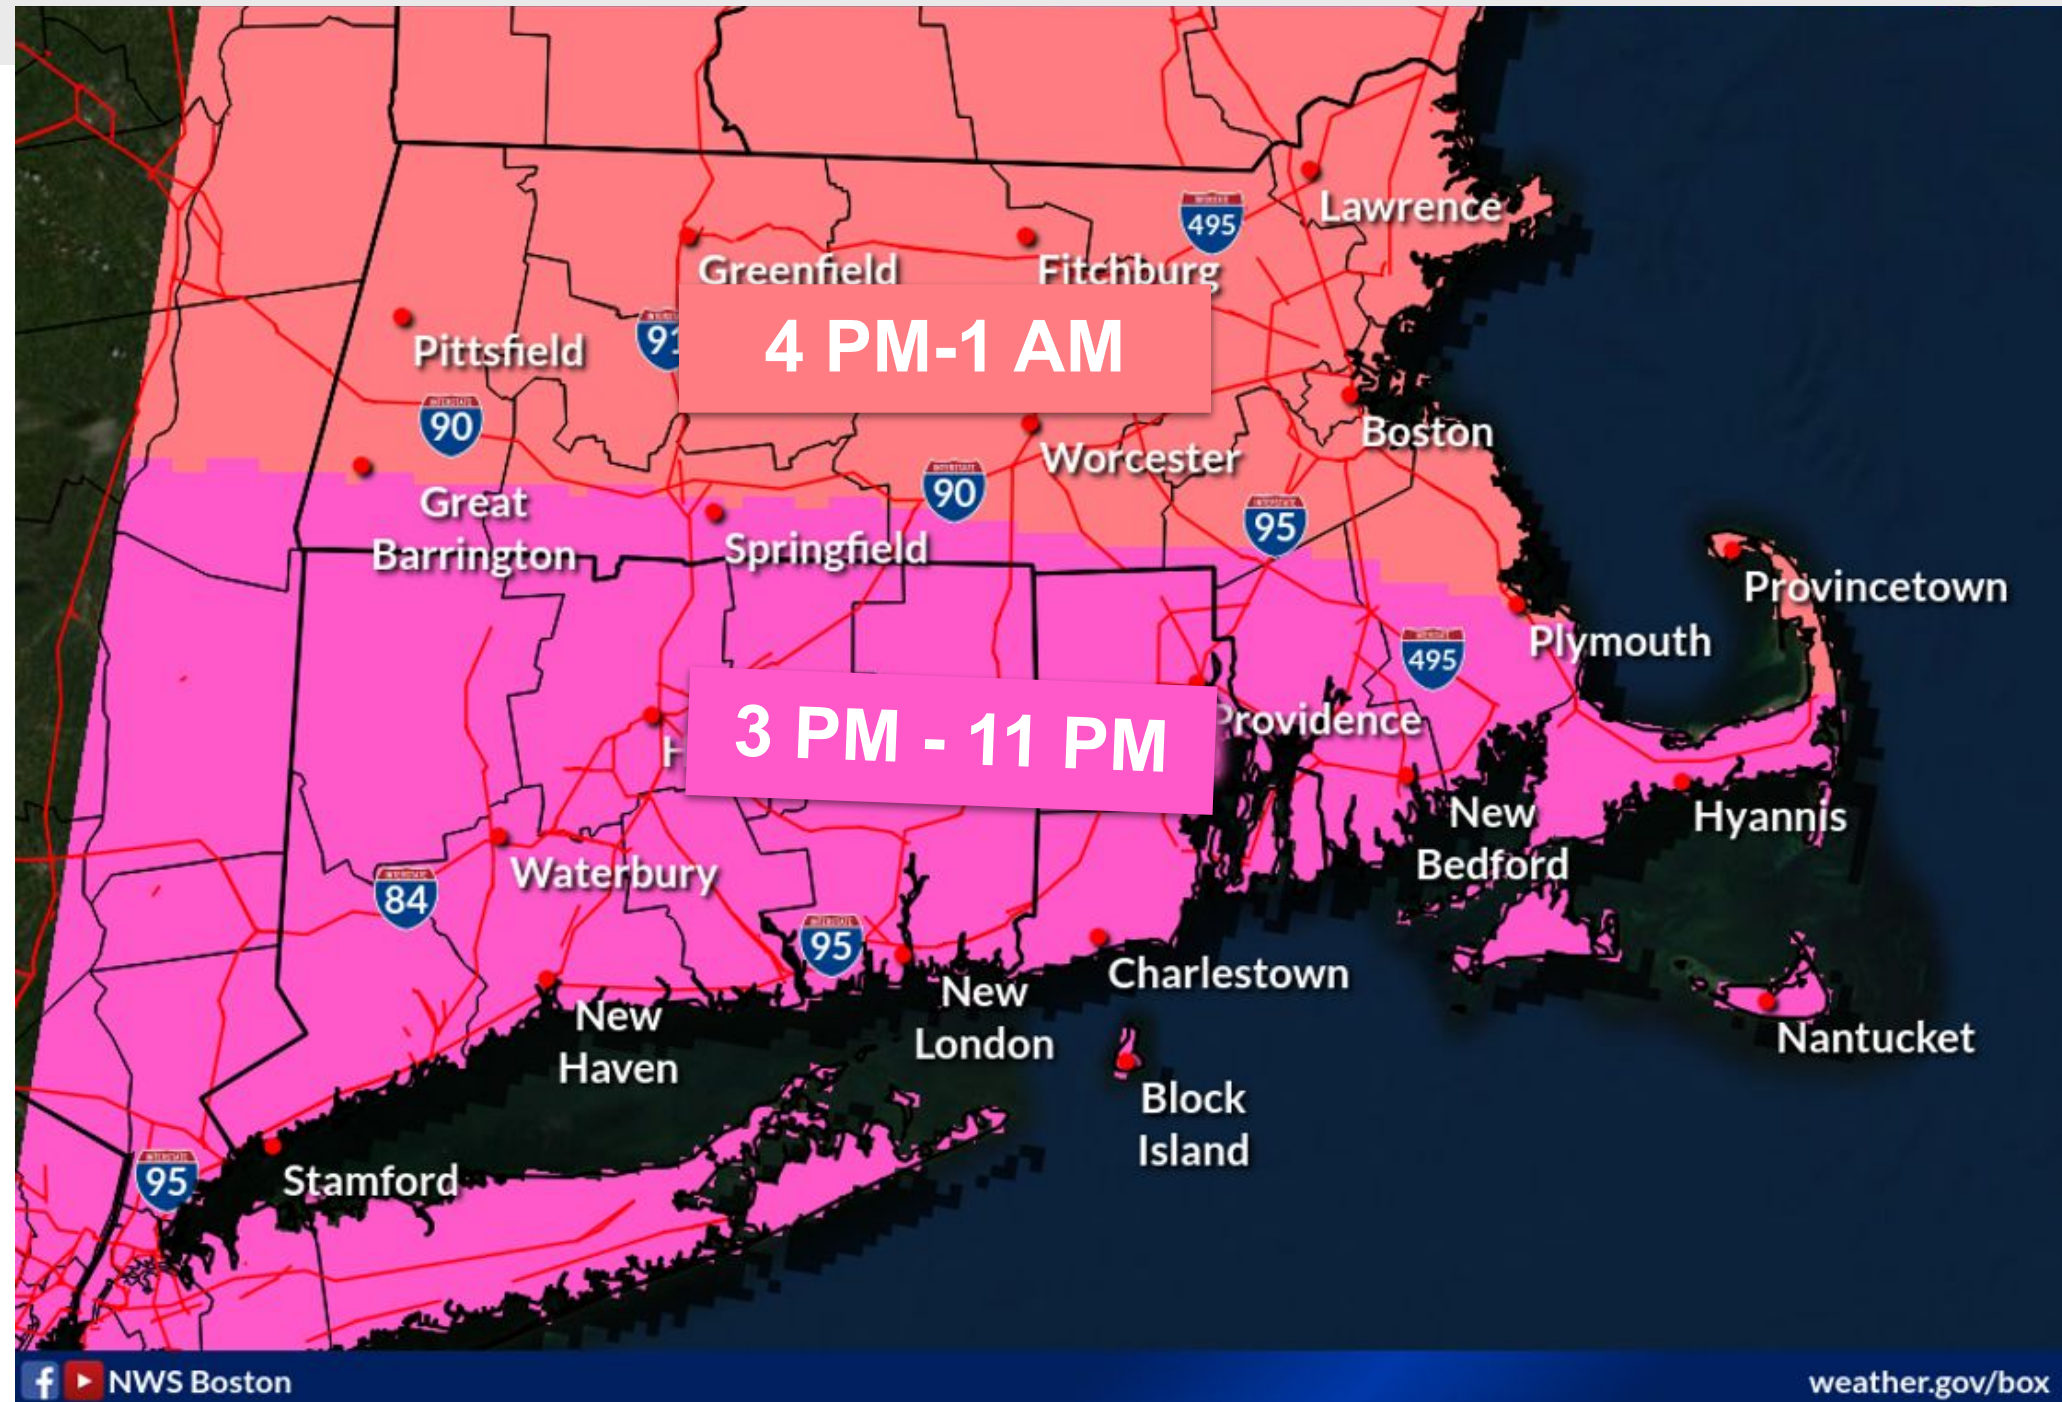 Lawrence
495
Greenfield
Fitchburg
Pittsfield
4 PM-1 AM
90
Boston
Worcester
90
Great
Barrington
Springfield
95
Provincetown
Plymouth
495
3 PM - 11 PM
Providence
New
Bedford
Hyannis
Waterbury
84
95
Charlestown
New
London
New
Haven
Nantucket
Block
Island
95
Stamford
NWS Boston
weather.gov/box